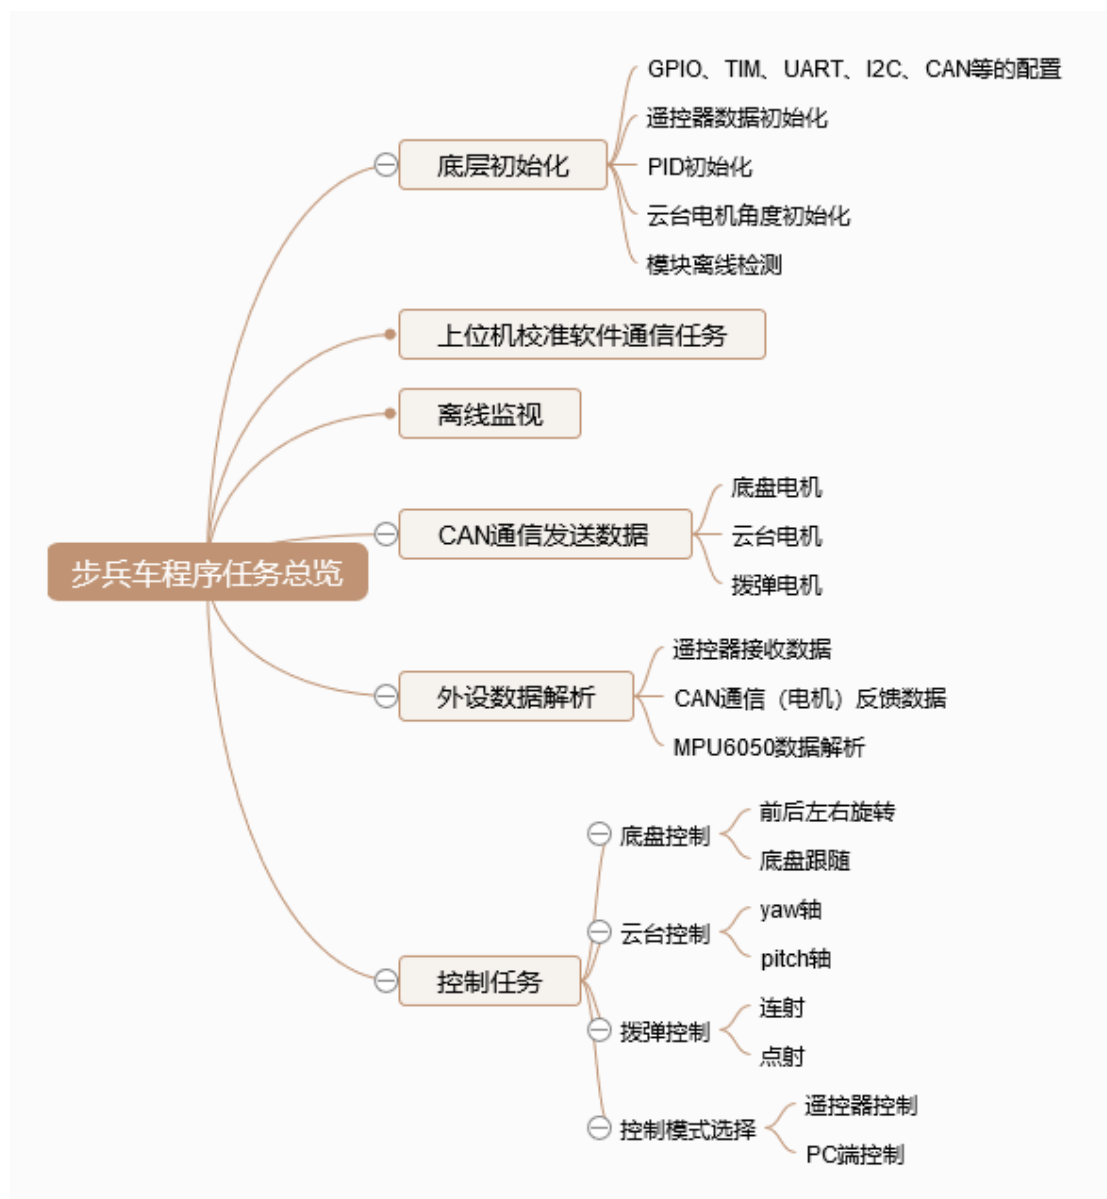 步兵车程序任务总览
底层初始化
GPIO、TIM、UART、I2C、CAN等的配置
遥控器数据初始化
PID初始化
云台电机角度初始化
模块离线检测
上位机校准软件通信任务
离线监视
CAN通信发送数据
底盘电机
云台电机
拨弹电机
外设数据解析
遥控器接收数据
CAN通信（电机）反馈数据
MPU6050数据解析
控制任务
底盘控制
前后左右旋转
底盘跟随
云台控制
yaw轴
pitch轴
拨弹控制
连射
点射
控制模式选择
遥控器控制
PC端控制